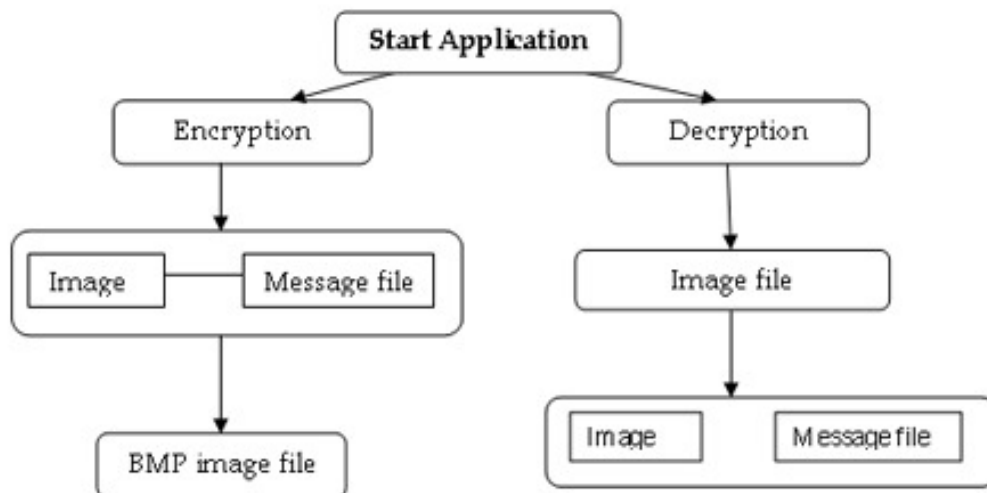 Start Application
Encryption
Decryption
Image
Message file
Image file
BMP image file
Image
Message file